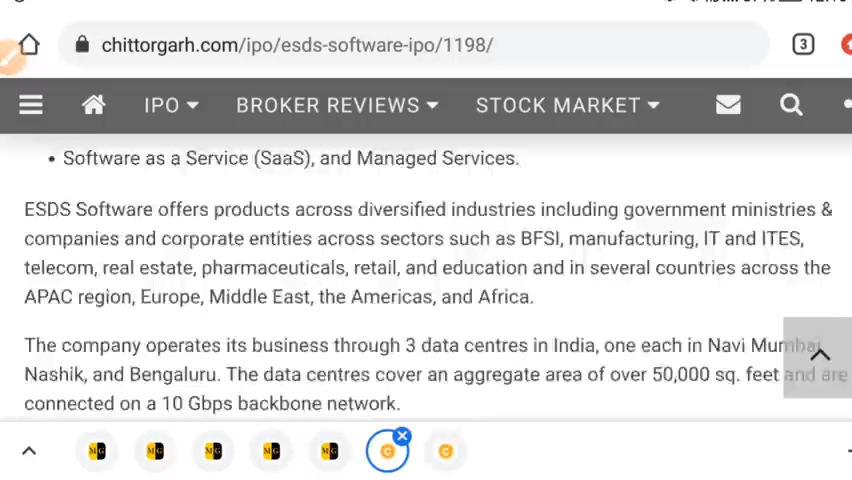 chittorgarh.com/ipo/esds-software-ipo/1198/
3
IPO BROKER REVIEWS STOCK MARKET
• Software as a Service (SaaS), and Managed Services.
ESDS Software offers products across diversified industries including government ministries &
companies and corporate entities across sectors such as BFSI, manufacturing, IT and ITES,
telecom, real estate, pharmaceuticals, retail, and education and in several countries across the
APAC region, Europe, Middle East, the Americas, and Africa.
The company operates its business through 3 data centres in India, one each in Navi Mumbai,
Nashik, and Bengaluru. The data centres cover an aggregate area of over 50,000 sq. feet and are
connected on a 10 Gbps backbone network.
MG MG MG MG MG C C